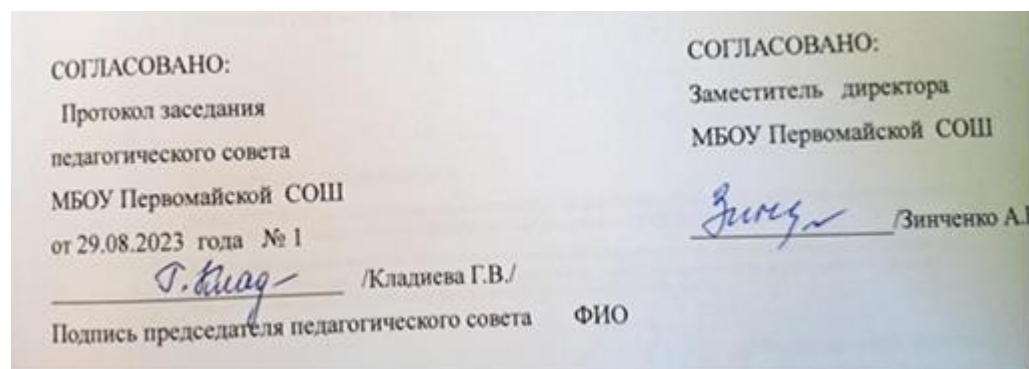 СОГЛАСОВАНО:
Протокол заседания
педагогического совета
МБОУ Первомайской СОШ
от 29.08.2023 года № 1
Г. Клад /Кладиева Г.В./
Подпись председателя педагогического совета ФИО
СОГЛАСОВАНО:
Заместитель директора
МБОУ Первомайской СОШ
/Зинченко А.